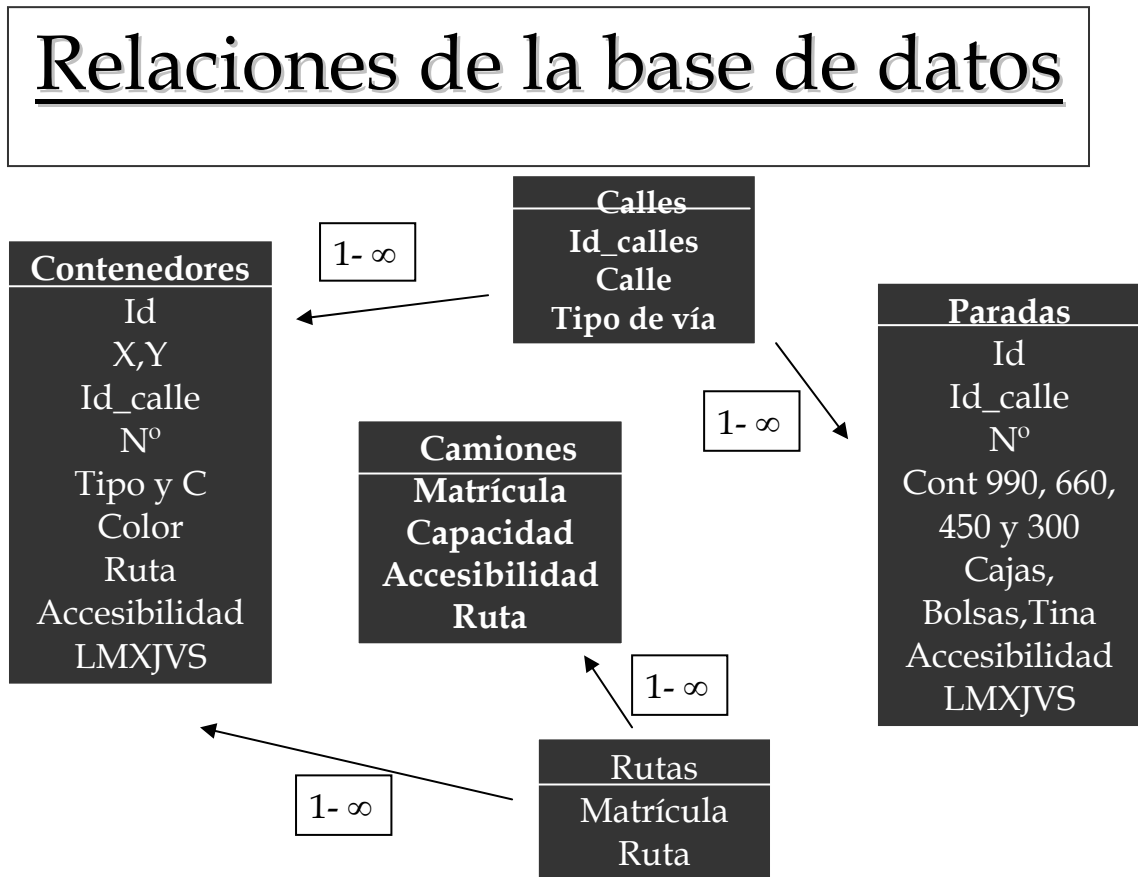 Relaciones de la base de datos
Calles
Id_calles
Calle
Tipo de vía
1- ∞
Contenedores
Id
X,Y
Id_calle
Nº
Tipo y C
Color
Ruta
Accesibilidad
LMXJVS
Paradas
Id
Id_calle
Nº
Cont 990, 660,
450 y 300
Cajas,
Bolsas,Tina
Accesibilidad
LMXJVS
1- ∞
Camiones
Matrícula
Capacidad
Accesibilidad
Ruta
1- ∞
1- ∞
Rutas
Matrícula
Ruta